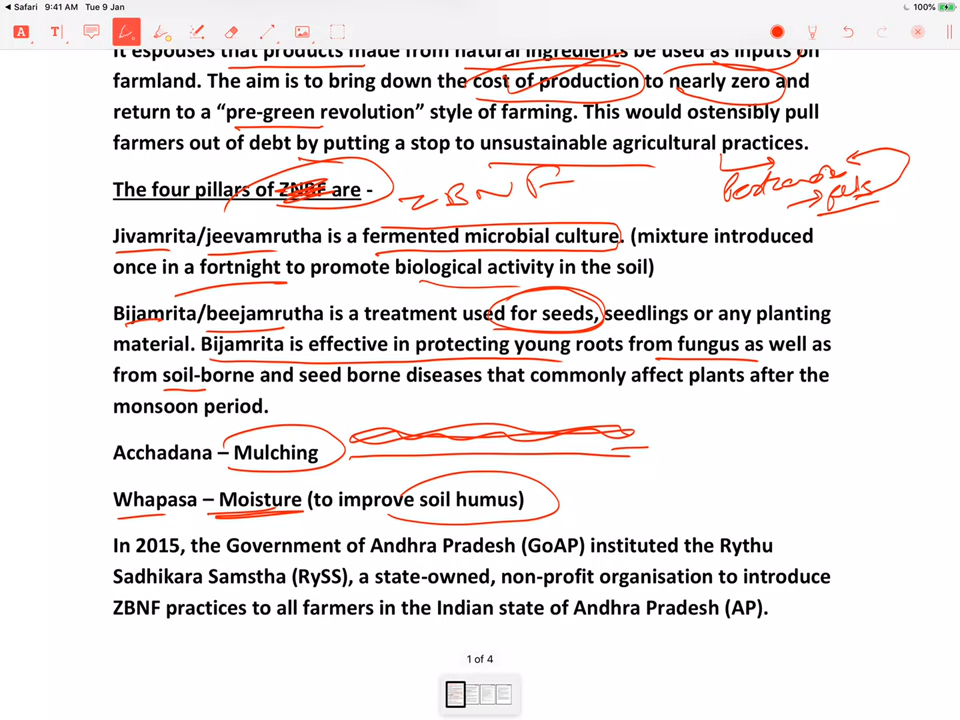 Safari 9:41 AM Tue 9 Jan 100%
It espouses that products made from natural ingredients be used as inputs on
farmland. The aim is to bring down the cost of production to nearly zero and
return to a “pre-green revolution” style of farming. This would ostensibly pull
farmers out of debt by putting a stop to unsustainable agricultural practices.
The four pillars of ZNBF are -
ZBNF
Jivamrita/jeevamrutha is a fermented microbial culture. (mixture introduced
once in a fortnight to promote biological activity in the soil)
Bijamrita/beejamrutha is a treatment used for seeds, seedlings or any planting
material. Bijamrita is effective in protecting young roots from fungus as well as
from soil-borne and seed borne diseases that commonly affect plants after the
monsoon period.
Acchadana – Mulching
Whapasa – Moisture (to improve soil humus)
In 2015, the Government of Andhra Pradesh (GoAP) instituted the Rythu
Sadhikara Samstha (RySS), a state-owned, non-profit organisation to introduce
ZBNF practices to all farmers in the Indian state of Andhra Pradesh (AP).
1 of 4